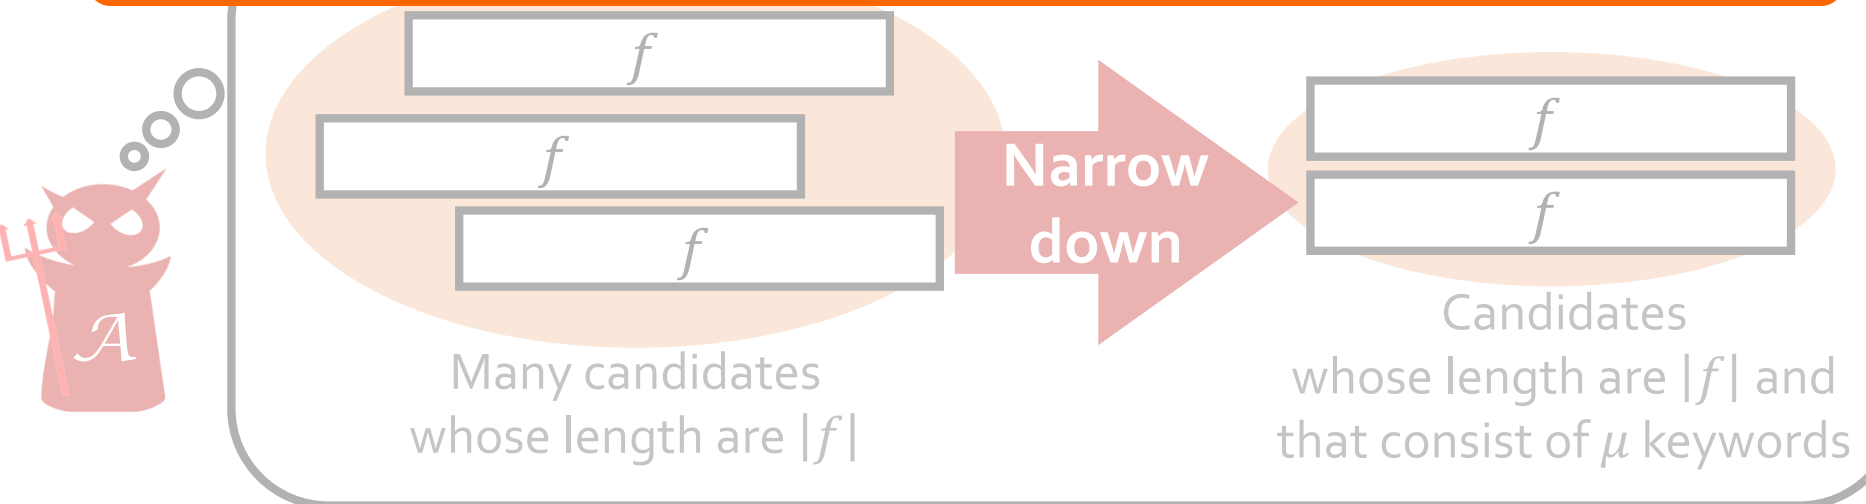 f
f
f
Narrow
down
f
f
𝒜
Many candidates
whose length are |f|
Candidates
whose length are |f| and
that consist of μ keywords